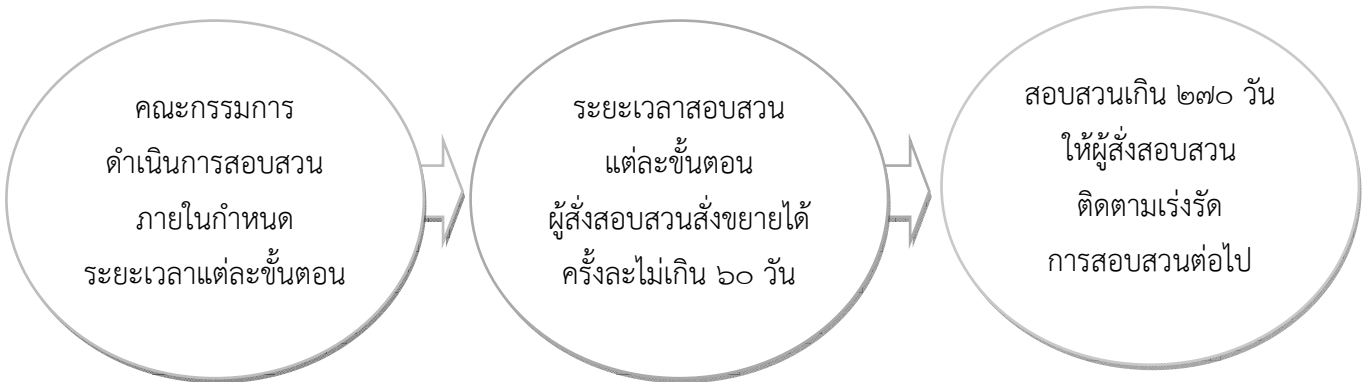 คณะกรรมการ
ดำเนินการสอบสวน
ภายในกำหนด
ระยะเวลาแต่ละขั้นตอน
ระยะเวลาสอบสวน
แต่ละขั้นตอน
ผู้สั่งสอบสวนสั่งขยายได้
ครั้งละไม่เกิน ๖๐ วัน
สอบสวนเกิน ๒๗๐ วัน
ให้ผู้สั่งสอบสวน
ติดตามเร่งรัด
การสอบสวนต่อไป